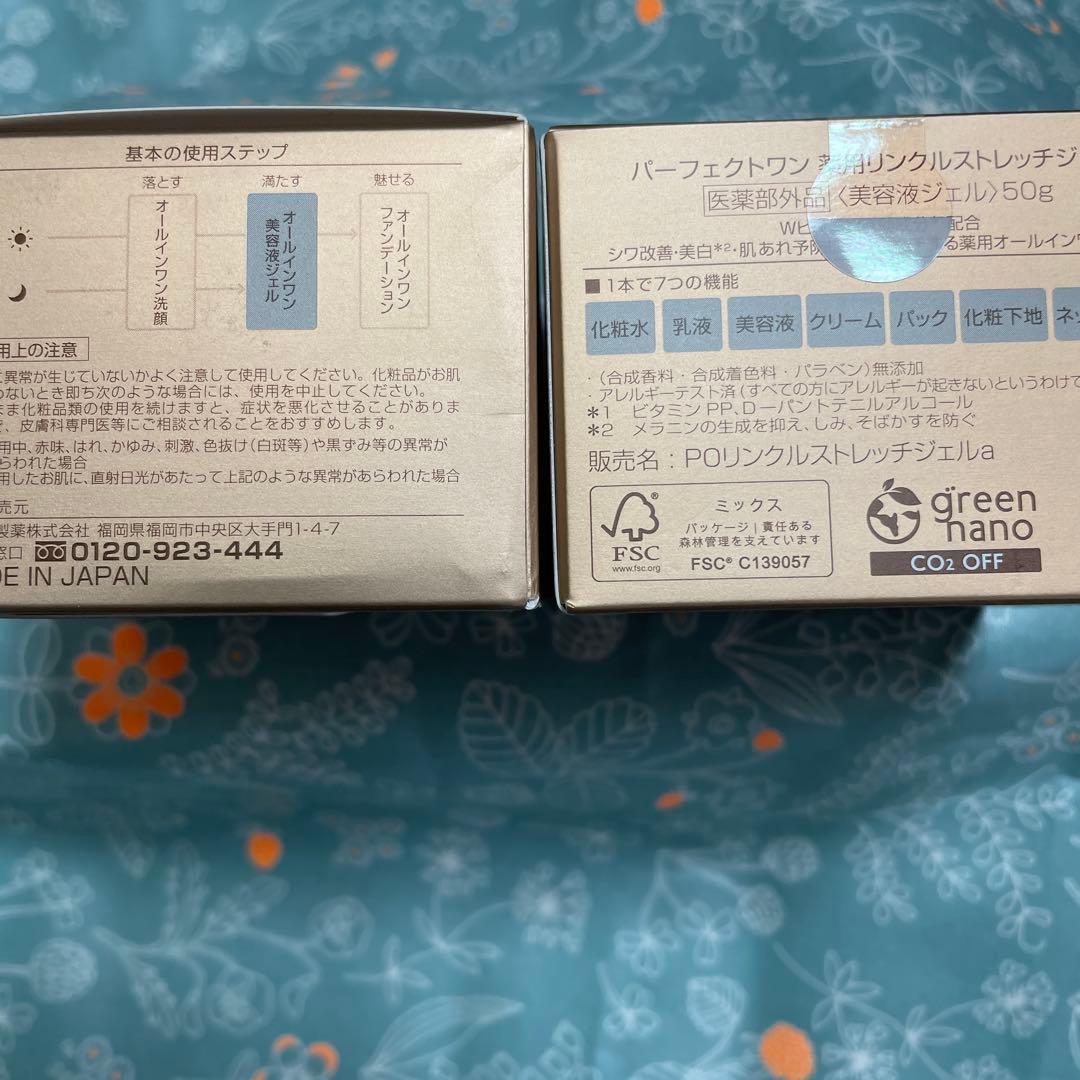 基本の使用ステップ
落とす
満たす
魅せる
オールインワン洗顔
オールインワン
美容液ジェル
オールインワン
ファンデーション
用上の注意
異常が生じていないかよく注意して使用してください。化粧品がお肌
ないとき即ち次のような場合には、使用を中止してください。
まま化粧品類の使用を続けますと、症状を悪化させることがありま
、皮膚科専門医等にご相談されることをおすすめします。
用中、赤味、はれ、かゆみ、刺激、色抜け(白斑等)や黒ずみ等の異常が
らわれた場合
用したお肌に、直射日光があたって上記のような異常があらわれた場合
売元
製薬株式会社 福岡県福岡市中央区大手門1-4-7
窓口 0120-923-444
DE IN JAPAN
パーフェクトワン 薬用リンクルストレッチジ
医薬部外品 〈美容液ジェル〉50g
Wビ 配合
シワ改善・美白*2・肌あれ予防 る薬用オールインワ
■ 1本で7つの機能
化粧水
乳液
美容液
クリーム
パック
化粧下地
ネッ
・(合成香料・合成着色料・パラベン)無添加
・アレルギーテスト済(すべての方にアレルギーが起きないというわけで
*1 ビタミンPP、D-パントテニルアルコール
*2 メラニンの生成を抑え、しみ、そばかすを防ぐ
販売名:POリンクルストレッチジェルa
FSC
www.fsc.org
ミックス
パッケージ|責任ある
森林管理を支えています
FSC® C139057
green
nano
CO2 OFF